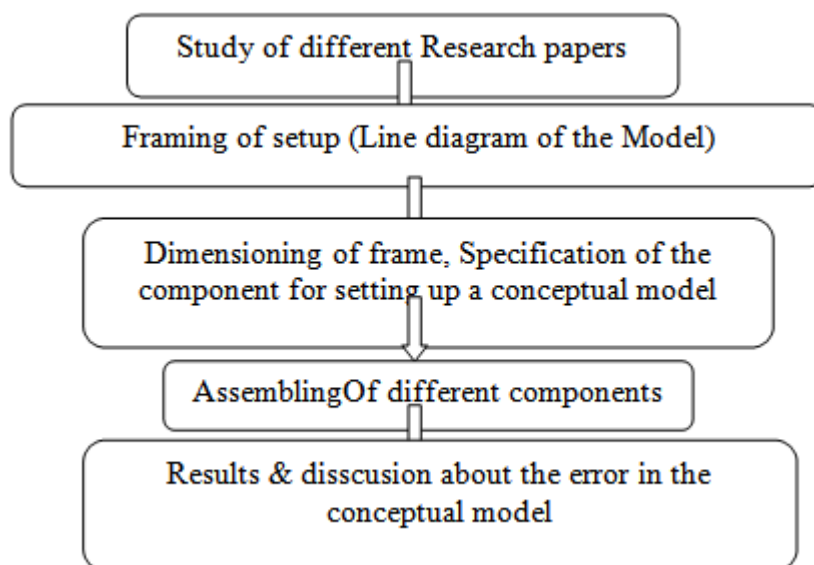 Study of different Research papers
Framing of setup (Line diagram of the Model)
Dimensioning of frame, Specification of the
component for setting up a conceptual model
AssemblingOf different components
Results & disscusion about the error in the
conceptual model